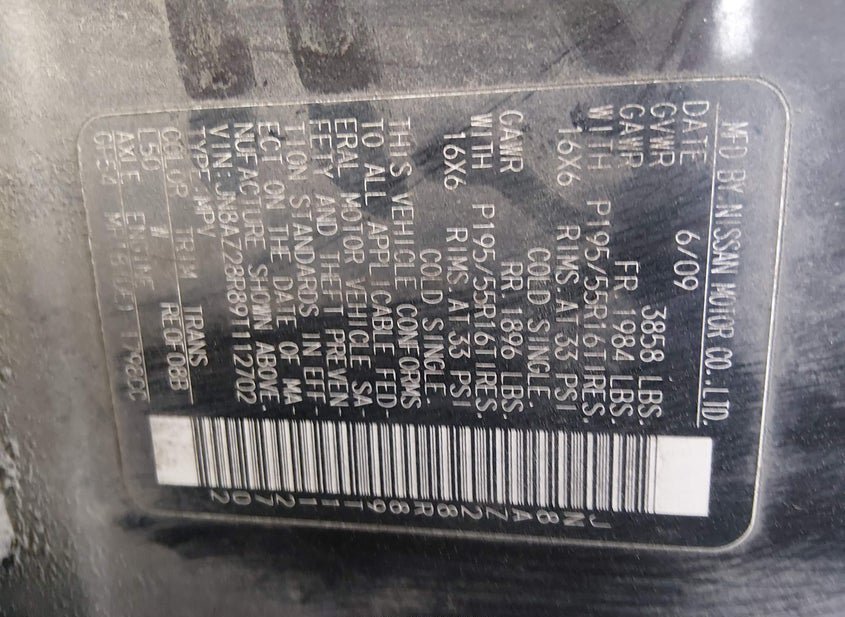 MFD BY NISSAN MOTOR CO.,LTD.
DATE 6/09
GVWR 3858 LBS.
GAWR FR 1984 LBS.
WITH P195/55R16TIRES.
16X6 RIMS AT 33 PSI
COLD SINGLE.
GAWR RR 1896 LBS.
WITH P195/55R16TIRES.
16X6 RIMS AT 33 PSI
COLD SINGLE.
THIS VEHICLE CONFORMS
TO ALL APPLICABLE FED-
ERAL MOTOR VEHICLE SA-
FETY AND THEFT PREVEN-
TION STANDARDS IN EFF-
ECT ON THE DATE OF MA-
NUFACTURE SHOWN ABOVE.
VIN: JN8AZ28R89T112702
TYPE: MPV
COLOR TRIM TRANS
L50 W RE0F08B
AXLE ENGINE
1798CC
JN8AZ28R89T112702